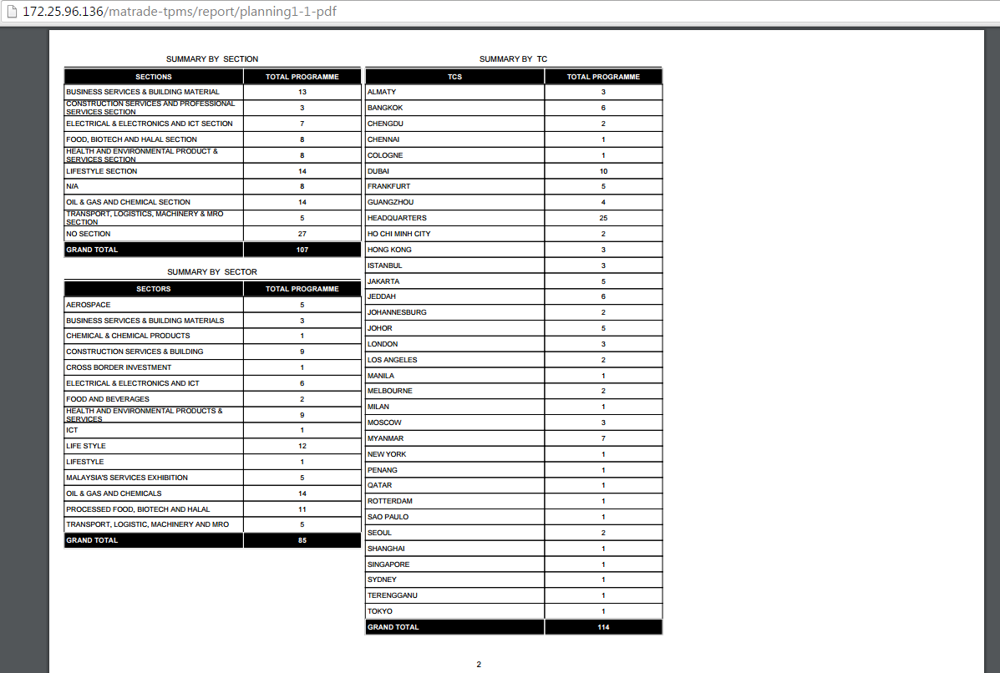 172.25.96.136/matrade-tpms/report/planning1-1-pdf
SUMMARY BY SECTION
SECTIONS TOTAL PROGRAMME
BUSINESS SERVICES & BUILDING MATERIAL 13
CONSTRUCTION SERVICES AND PROFESSIONAL
SERVICES SECTION 3
ELECTRICAL & ELECTRONICS AND ICT SECTION 7
FOOD, BIOTECH AND HALAL SECTION 8
HEALTH AND ENVIRONMENTAL PRODUCT &
SERVICES SECTION 8
LIFESTYLE SECTION 14
N/A 8
OIL & GAS AND CHEMICAL SECTION 14
TRANSPORT, LOGISTICS, MACHINERY & MRO
SECTION 5
NO SECTION 27
GRAND TOTAL 107
SUMMARY BY SECTOR
SECTORS TOTAL PROGRAMME
AEROSPACE 5
BUSINESS SERVICES & BUILDING MATERIALS 3
CHEMICAL & CHEMICAL PRODUCTS 1
CONSTRUCTION SERVICES & BUILDING 9
CROSS BORDER INVESTMENT 1
ELECTRICAL & ELECTRONICS AND ICT 6
FOOD AND BEVERAGES 2
HEALTH AND ENVIRONMENTAL PRODUCTS &
SERVICES 9
ICT 1
LIFE STYLE 12
LIFESTYLE 1
MALAYSIA'S SERVICES EXHIBITION 5
OIL & GAS AND CHEMICALS 14
PROCESSED FOOD, BIOTECH AND HALAL 11
TRANSPORT, LOGISTIC, MACHINERY AND MRO 5
GRAND TOTAL 85
SUMMARY BY TC
TCS TOTAL PROGRAMME
ALMATY 3
BANGKOK 6
CHENGDU 2
CHENNAI 1
COLOGNE 1
DUBAI 10
FRANKFURT 5
GUANGZHOU 4
HEADQUARTERS 25
HO CHI MINH CITY 2
HONG KONG 3
ISTANBUL 3
JAKARTA 5
JEDDAH 6
JOHANNESBURG 2
JOHOR 5
LONDON 3
LOS ANGELES 2
MANILA 1
MELBOURNE 2
MILAN 1
MOSCOW 3
MYANMAR 7
NEW YORK 1
PENANG 1
QATAR 1
ROTTERDAM 1
SAO PAULO 1
SEOUL 2
SHANGHAI 1
SINGAPORE 1
SYDNEY 1
TERENGGANU 1
TOKYO 1
GRAND TOTAL 114
2